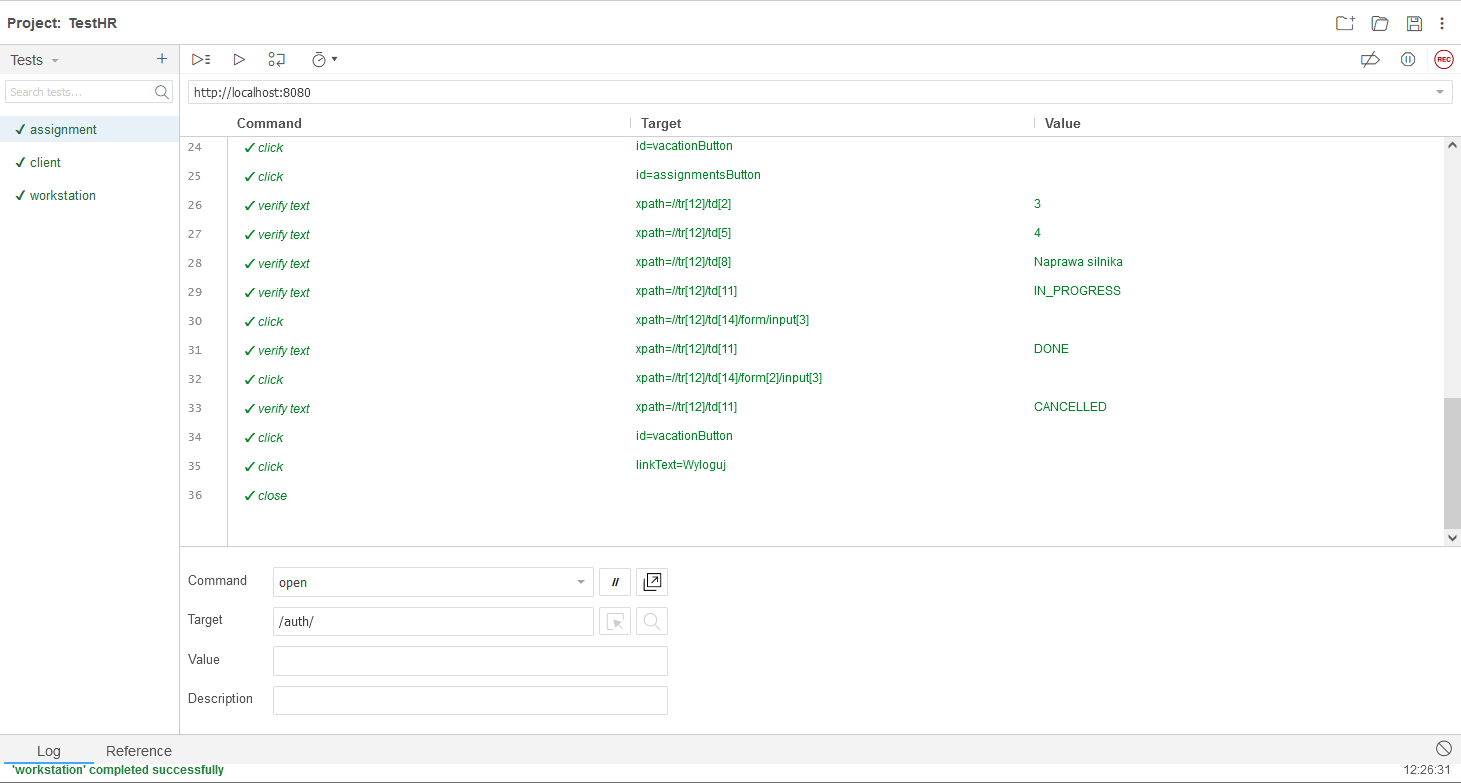 Project: TestHR
Tests +
Search tests...
✓ assignment
✓ client
✓ workstation
REC
http://localhost:8080
Command Target Value
24 ✓ click id=vacationButton
25 ✓ click id=assignmentsButton
26 ✓ verify text xpath=//tr[12]/td[2] 3
27 ✓ verify text xpath=//tr[12]/td[5] 4
28 ✓ verify text xpath=//tr[12]/td[8] Naprawa silnika
29 ✓ verify text xpath=//tr[12]/td[11] IN_PROGRESS
30 ✓ click xpath=//tr[12]/td[14]/form/input[3]
31 ✓ verify text xpath=//tr[12]/td[11] DONE
32 ✓ click xpath=//tr[12]/td[14]/form[2]/input[3]
33 ✓ verify text xpath=//tr[12]/td[11] CANCELLED
34 ✓ click id=vacationButton
35 ✓ click linkText=Wyloguj
36 ✓ close
Command open //
Target /auth/
Value
Description
Log Reference
'workstation' completed successfully 12:26:31